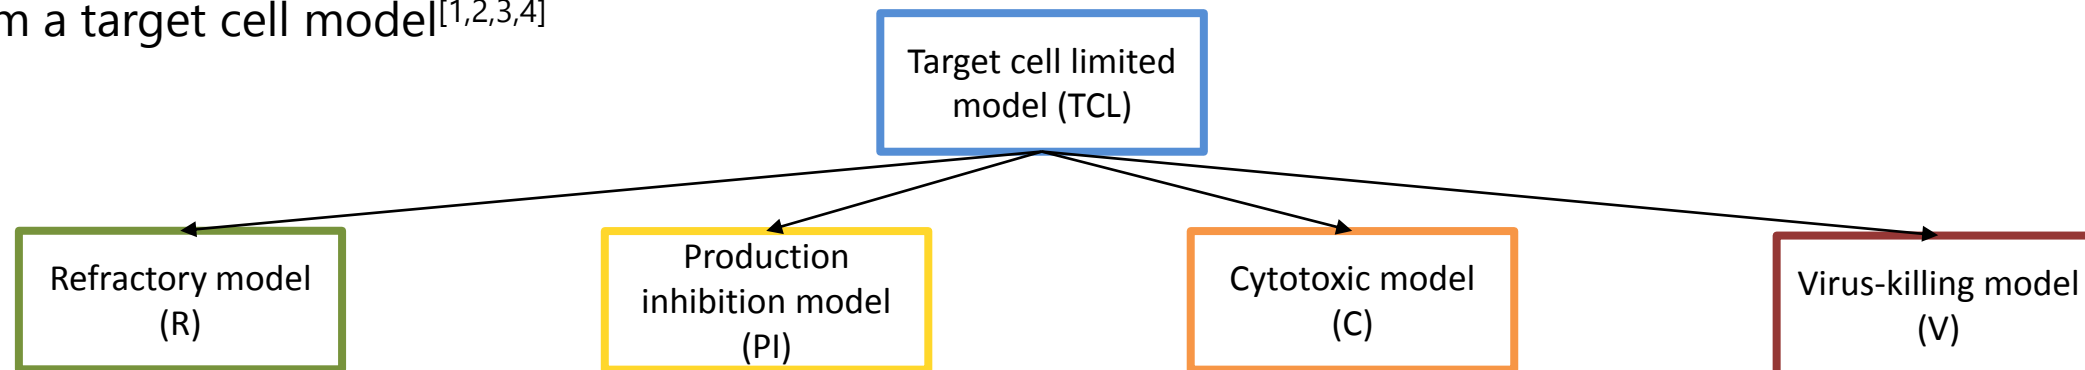 m a target cell model[1,2,3,4]
Target cell limited
model (TCL)
Refractory model
(R)
Production
inhibition model
(PI)
Cytotoxic model
(C)
Virus-killing model
(V)